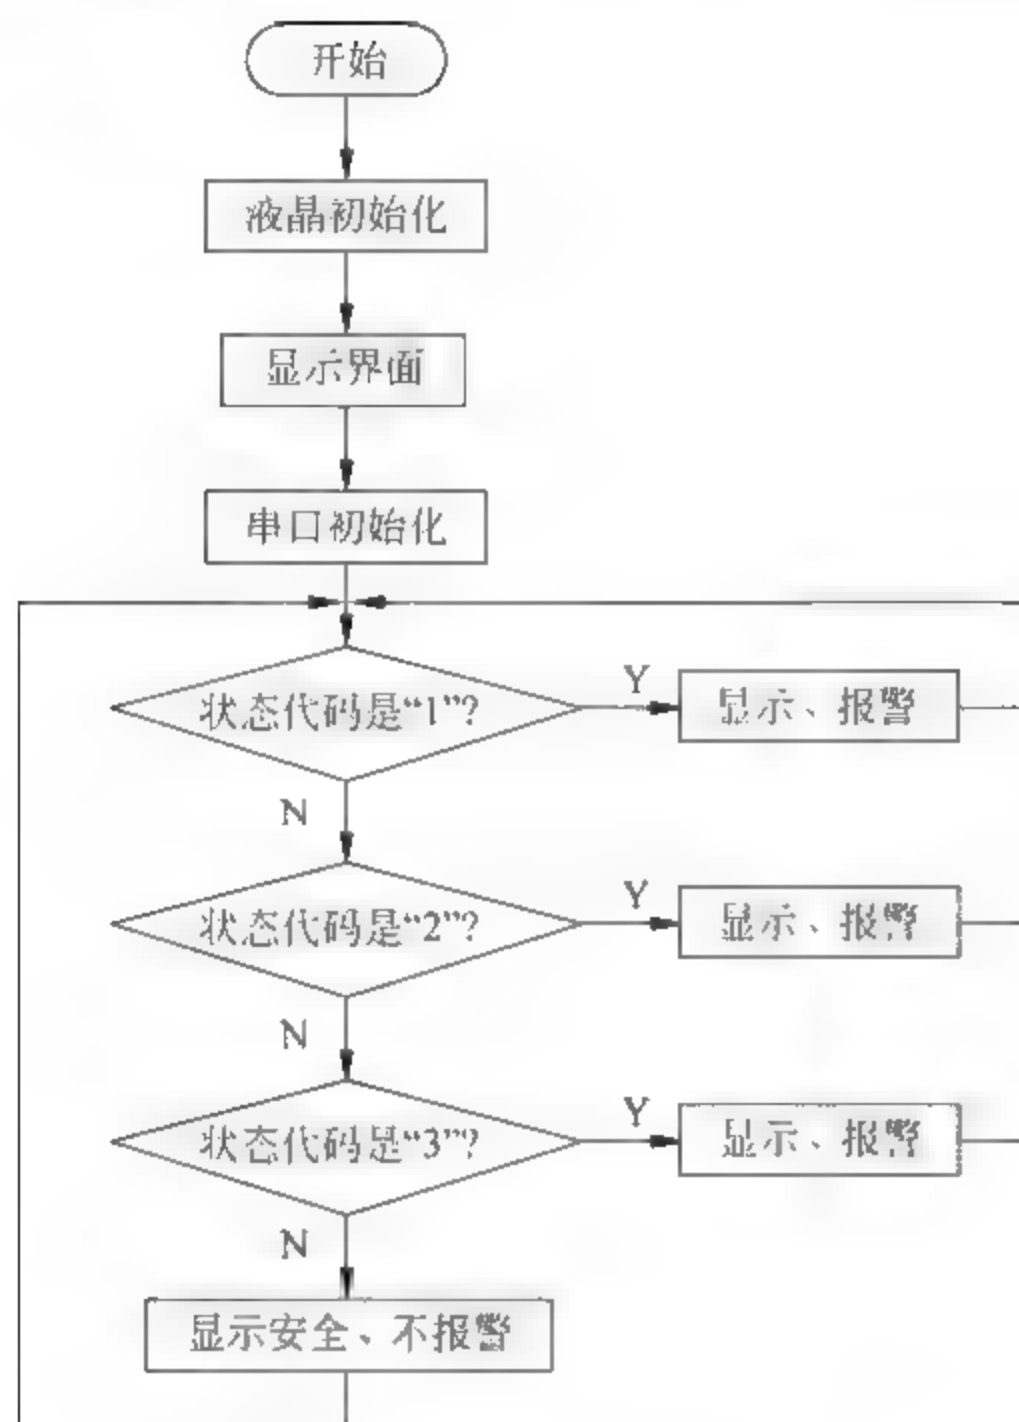 开始
液晶初始化
显示界面
串口初始化
状态代码是“1”?
Y
显示、报警
N
状态代码是“2”?
Y
显示、报警
N
状态代码是“3”?
Y
显示、报警
N
显示安全、不报警